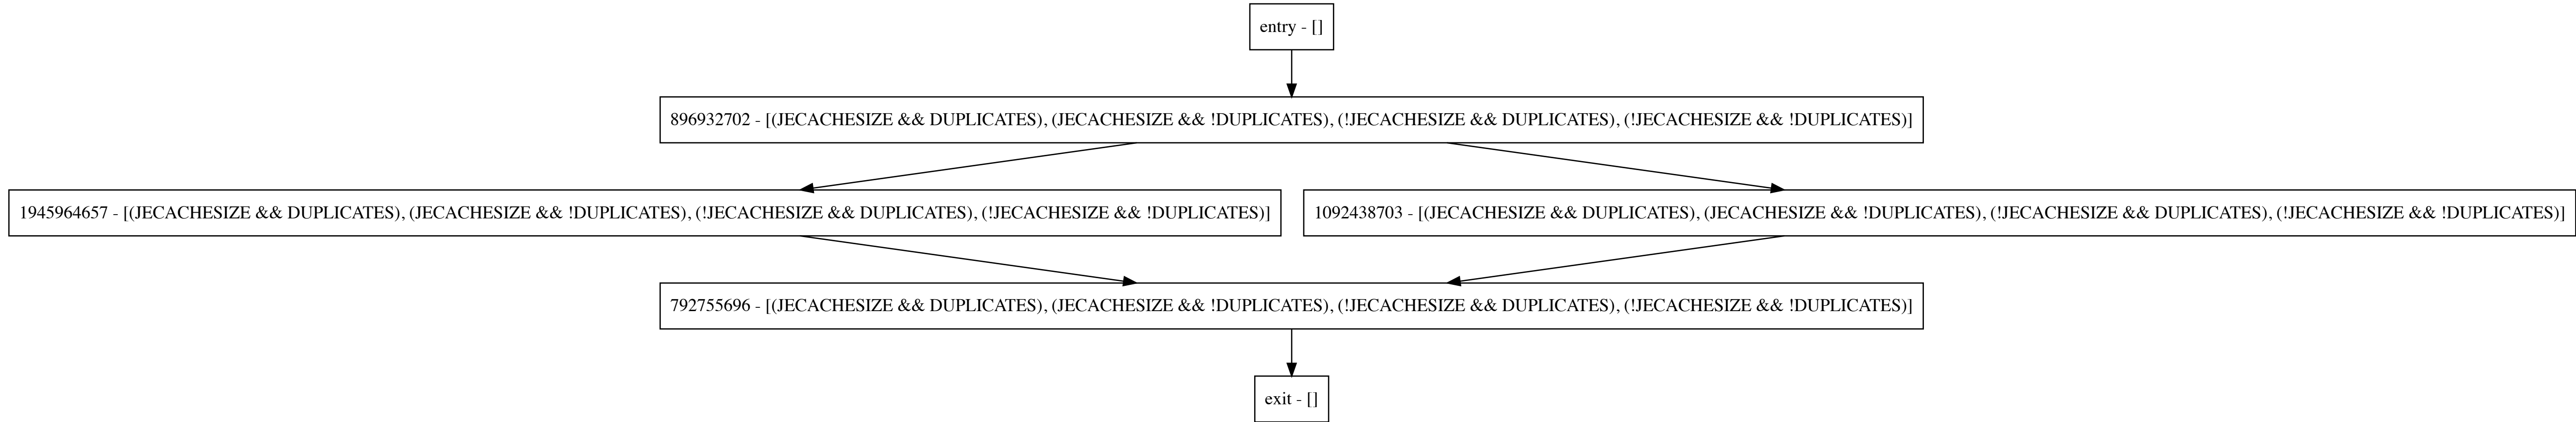 entry - []
896932702 - [(JECACHESIZE && DUPLICATES), (JECACHESIZE && !DUPLICATES), (!JECACHESIZE && DUPLICATES), (!JECACHESIZE && !DUPLICATES)]
1945964657 - [(JECACHESIZE && DUPLICATES), (JECACHESIZE && !DUPLICATES), (!JECACHESIZE && DUPLICATES), (!JECACHESIZE && !DUPLICATES)]
1092438703 - [(JECACHESIZE && DUPLICATES), (JECACHESIZE && !DUPLICATES), (!JECACHESIZE && DUPLICATES), (!JECACHESIZE && !DUPLICATES)]
792755696 - [(JECACHESIZE && DUPLICATES), (JECACHESIZE && !DUPLICATES), (!JECACHESIZE && DUPLICATES), (!JECACHESIZE && !DUPLICATES)]
exit - []